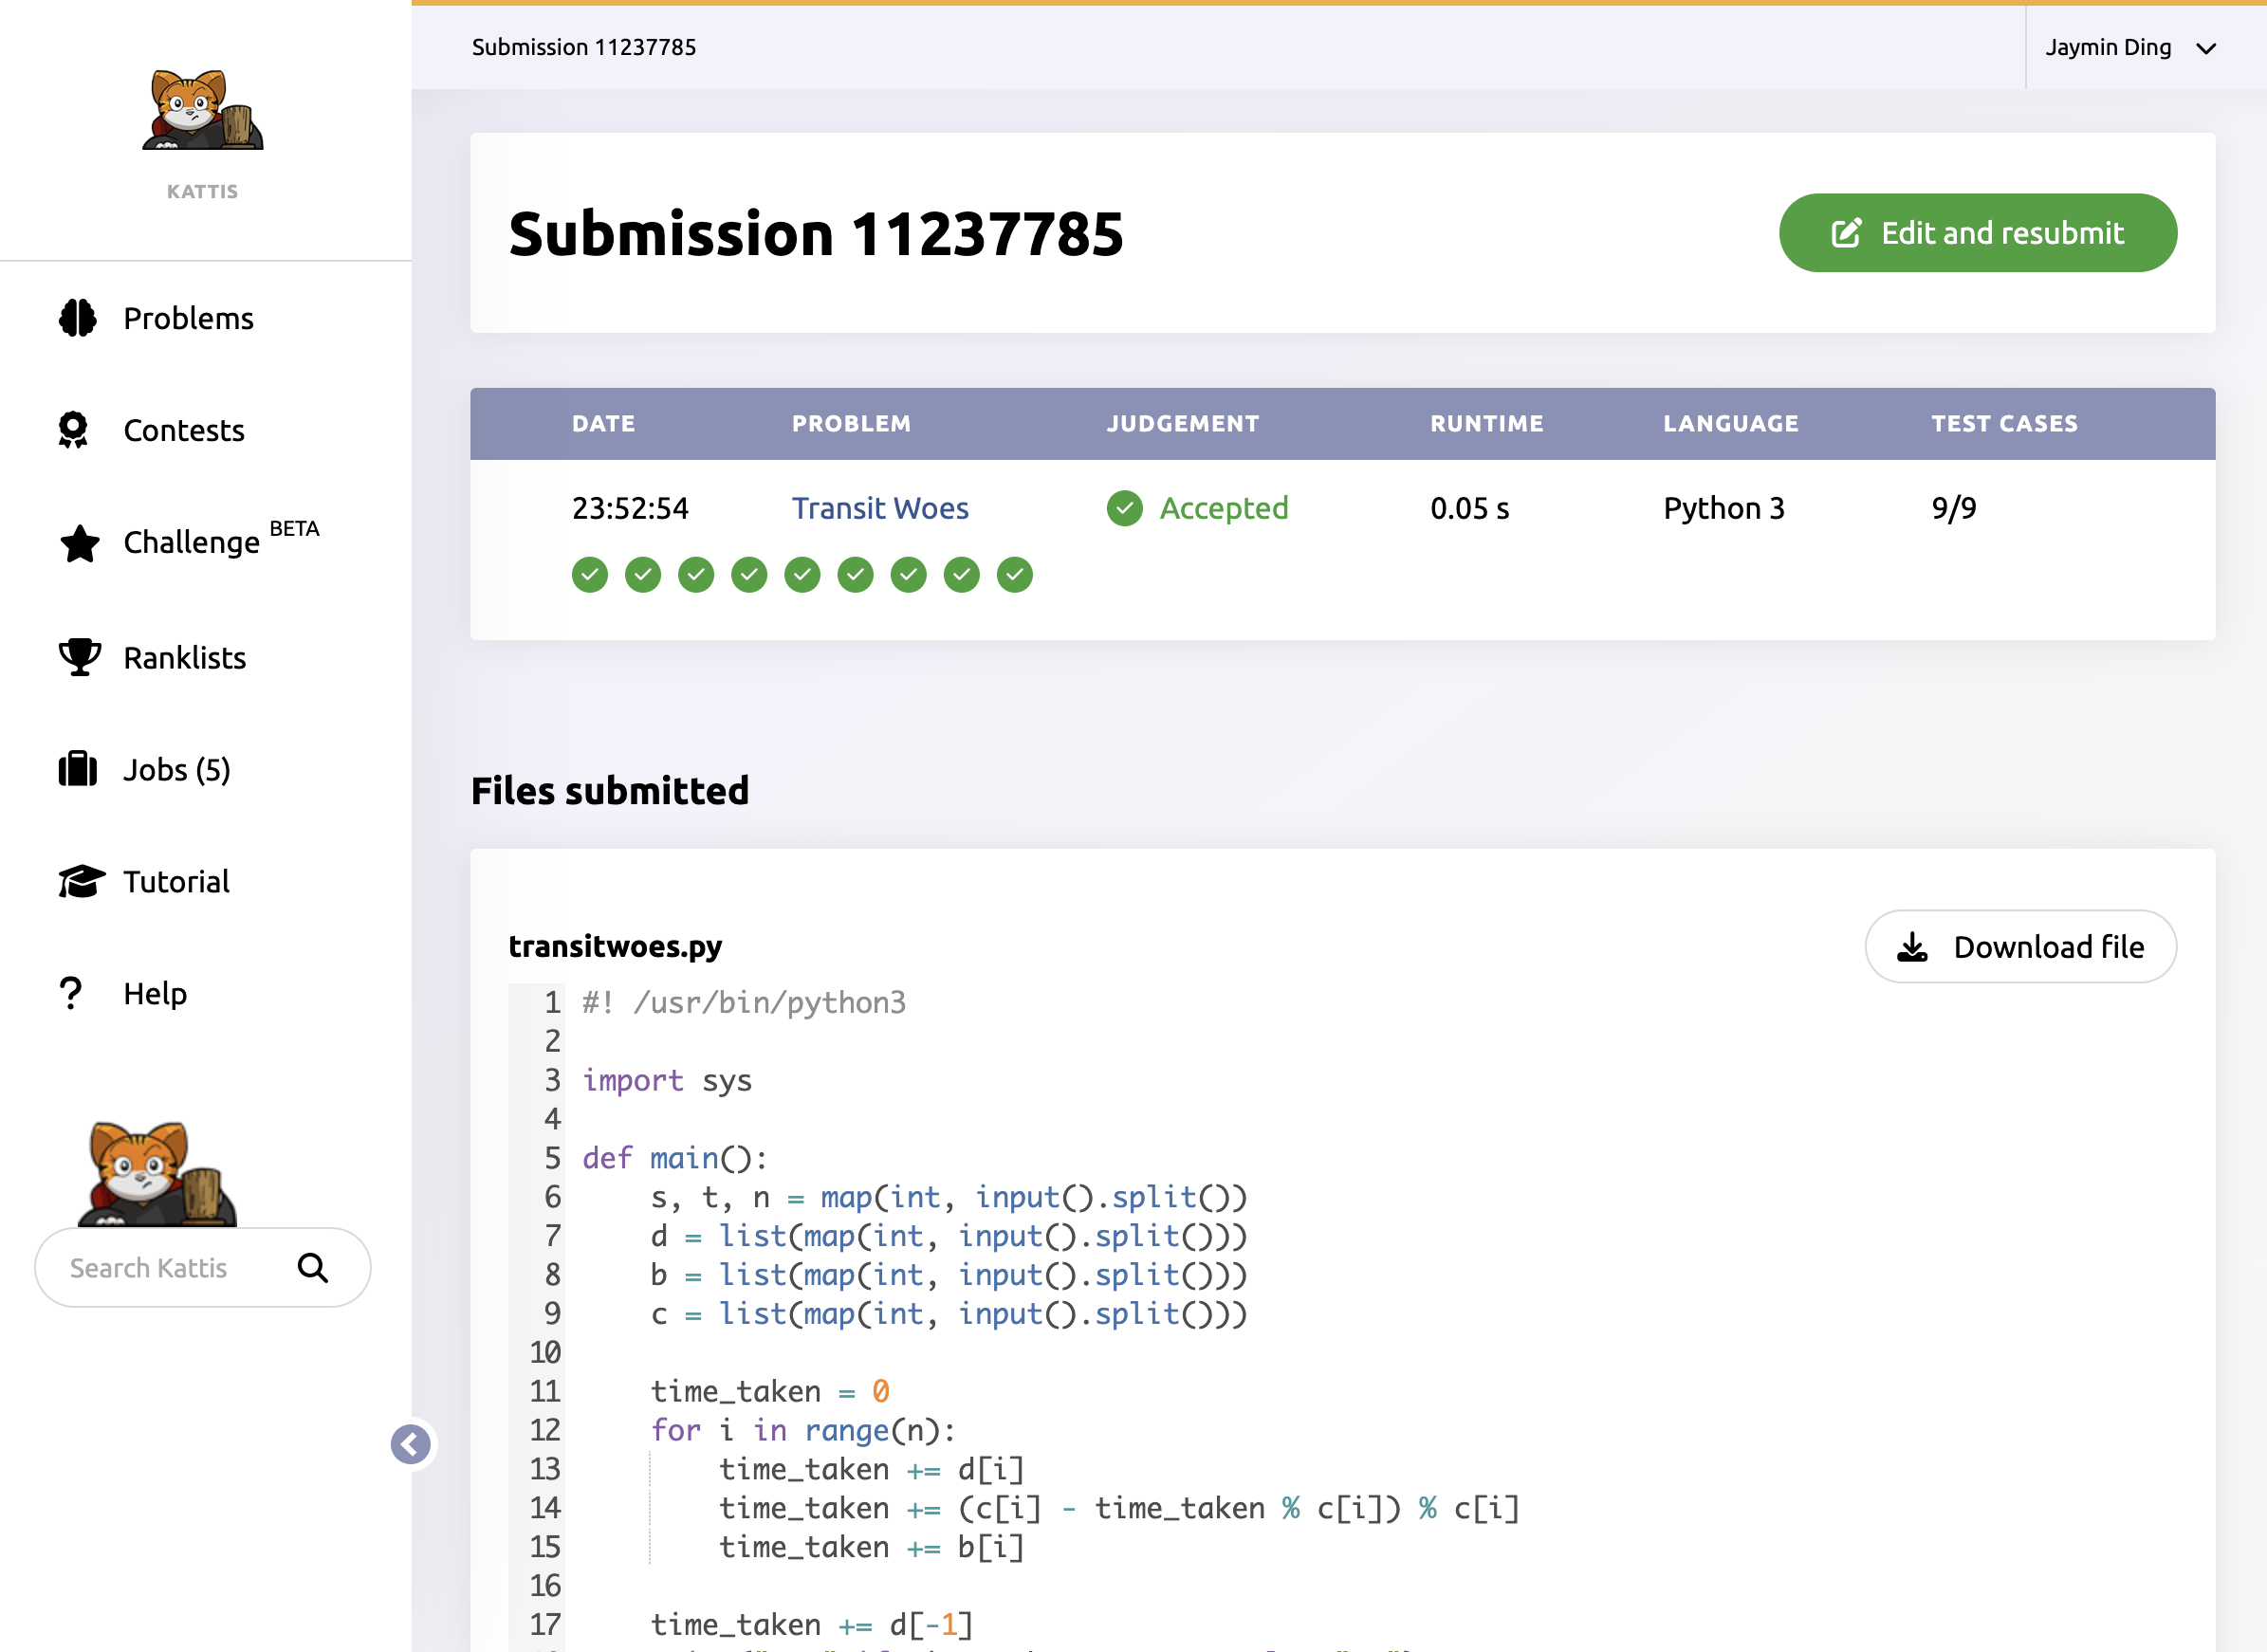 KATTIS
Problems
Contests
Challenge BETA
Ranklists
Jobs (5)
Tutorial
Help
Search Kattis
Submission 11237785
Jaymin Ding
Submission 11237785
Edit and resubmit
DATE PROBLEM JUDGEMENT RUNTIME LANGUAGE TEST CASES
23:52:54 Transit Woes Accepted 0.05 s Python 3 9/9
Files submitted
transitwoes.py
Download file
1 #! /usr/bin/python3
2
3 import sys
4
5 def main():
6     s, t, n = map(int, input().split())
7     d = list(map(int, input().split()))
8     b = list(map(int, input().split()))
9     c = list(map(int, input().split()))
10
11     time_taken = 0
12     for i in range(n):
13         time_taken += d[i]
14         time_taken += (c[i] - time_taken % c[i]) % c[i]
15         time_taken += b[i]
16
17     time_taken += d[-1]